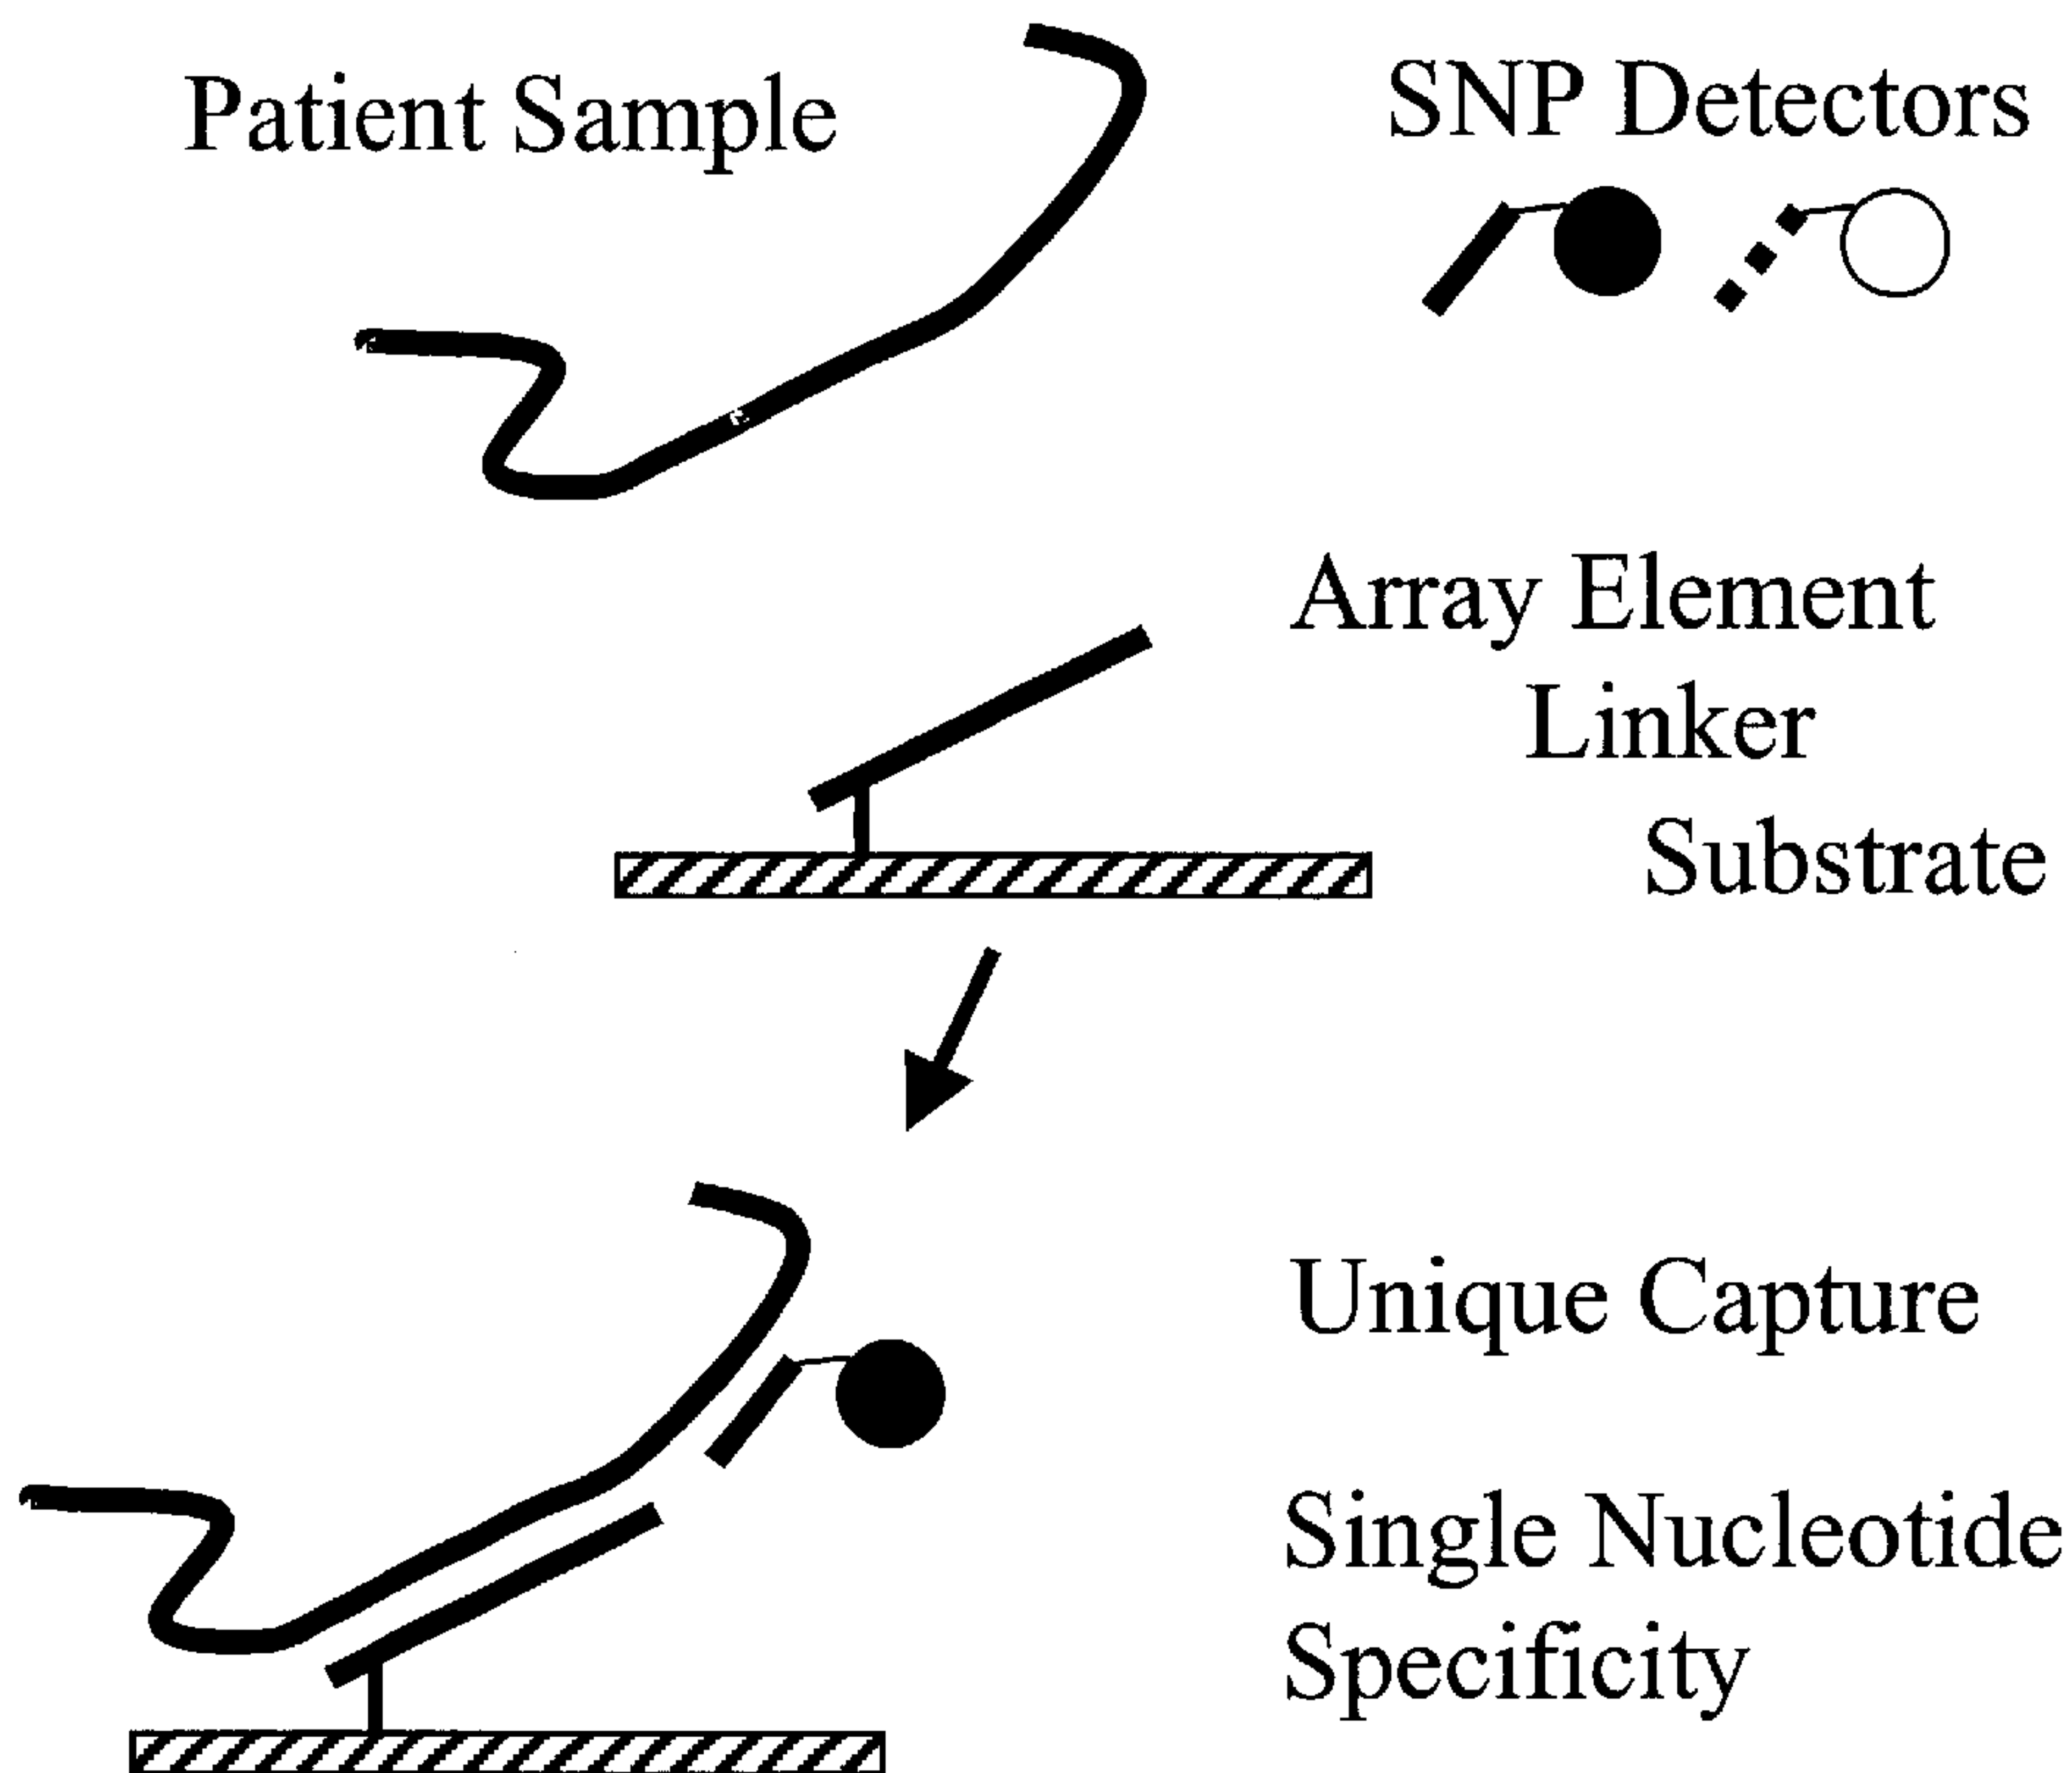 Patient Sample
SNP Detectors
Array Element
Linker
Substrate
Unique Capture
Single Nucleotide
Specificity